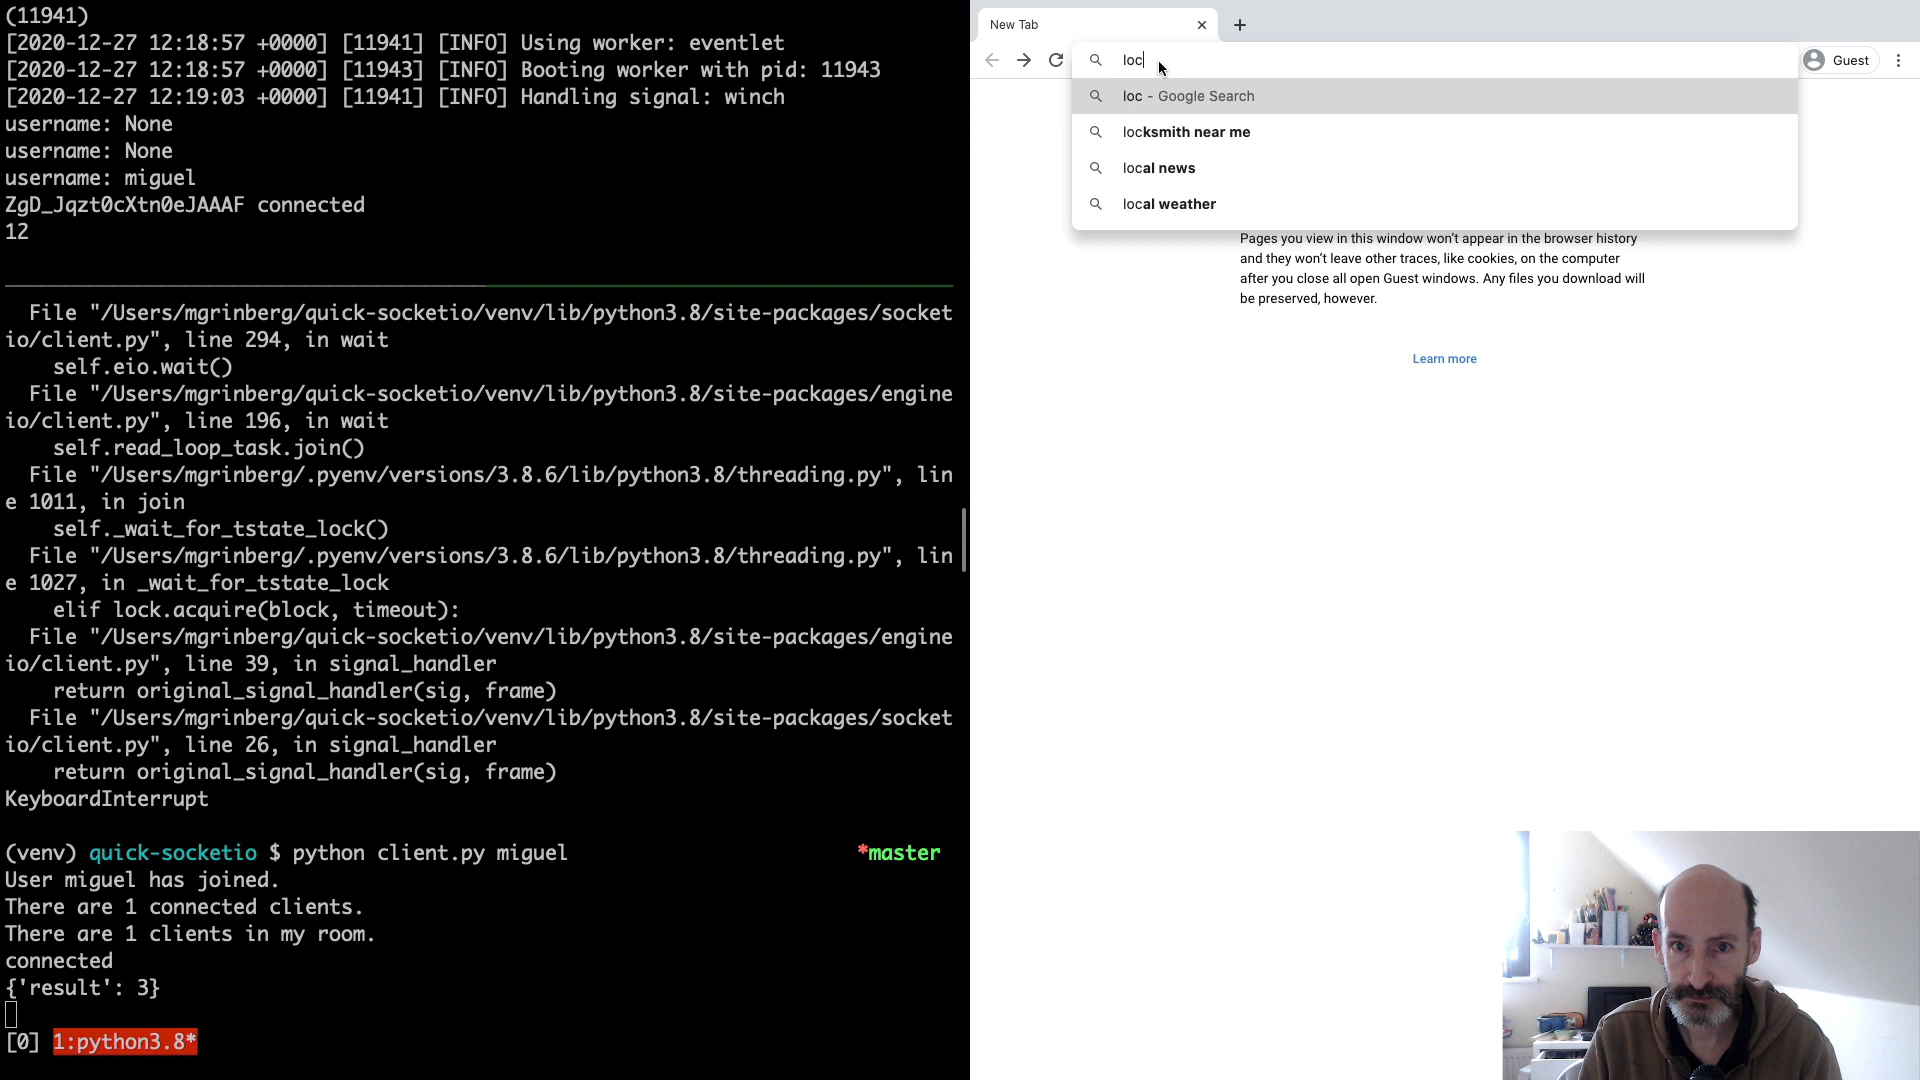 (11941)
[2020-12-27 12:18:57 +0000] [11941] [INFO] Using worker: eventlet
[2020-12-27 12:18:57 +0000] [11943] [INFO] Booting worker with pid: 11943
[2020-12-27 12:19:03 +0000] [11941] [INFO] Handling signal: winch
username: None
username: None
username: miguel
ZgD_Jqzt0cXtn0eJAAAF connected
12
File "/Users/mgrinberg/quick-socketio/venv/lib/python3.8/site-packages/socket
io/client.py", line 294, in wait
self.eio.wait()
File "/Users/mgrinberg/quick-socketio/venv/lib/python3.8/site-packages/engine
io/client.py", line 196, in wait
self.read_loop_task.join()
File "/Users/mgrinberg/.pyenv/versions/3.8.6/lib/python3.8/threading.py", lin
e 1011, in join
self._wait_for_tstate_lock()
File "/Users/mgrinberg/.pyenv/versions/3.8.6/lib/python3.8/threading.py", lin
e 1027, in _wait_for_tstate_lock
elif lock.acquire(block, timeout):
File "/Users/mgrinberg/quick-socketio/venv/lib/python3.8/site-packages/engine
io/client.py", line 39, in signal_handler
return original_signal_handler(sig, frame)
File "/Users/mgrinberg/quick-socketio/venv/lib/python3.8/site-packages/socket
io/client.py", line 26, in signal_handler
return original_signal_handler(sig, frame)
KeyboardInterrupt
(venv) quick-socketio $ python client.py miguel *master
User miguel has joined.
There are 1 connected clients.
There are 1 clients in my room.
connected
{'result': 3}
[0] 1:python3.8*
New Tab
loc
Guest
loc - Google Search
locksmith near me
local news
local weather
Pages you view in this window won’t appear in the browser history
and they won’t leave other traces, like cookies, on the computer
after you close all open Guest windows. Any files you download will
be preserved, however.
Learn more